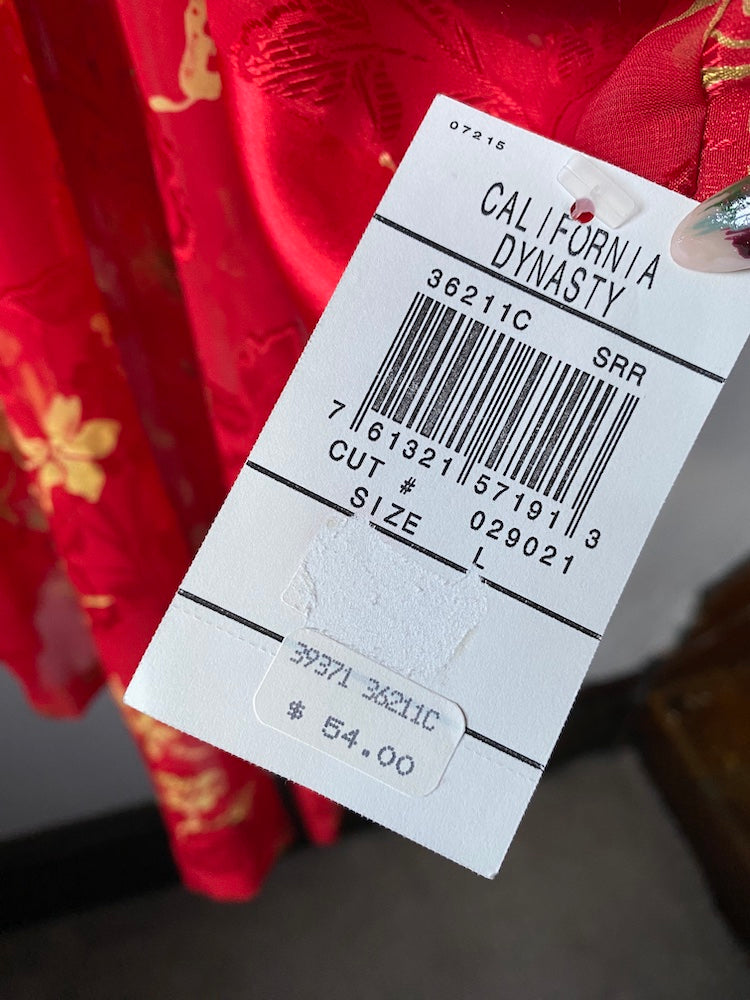 07215
CALIFORNIA
DYNASTY
36211C SRR
7 61321 57191 3
CUT # 029021
SIZE L
39371 36211C
$ 54.00